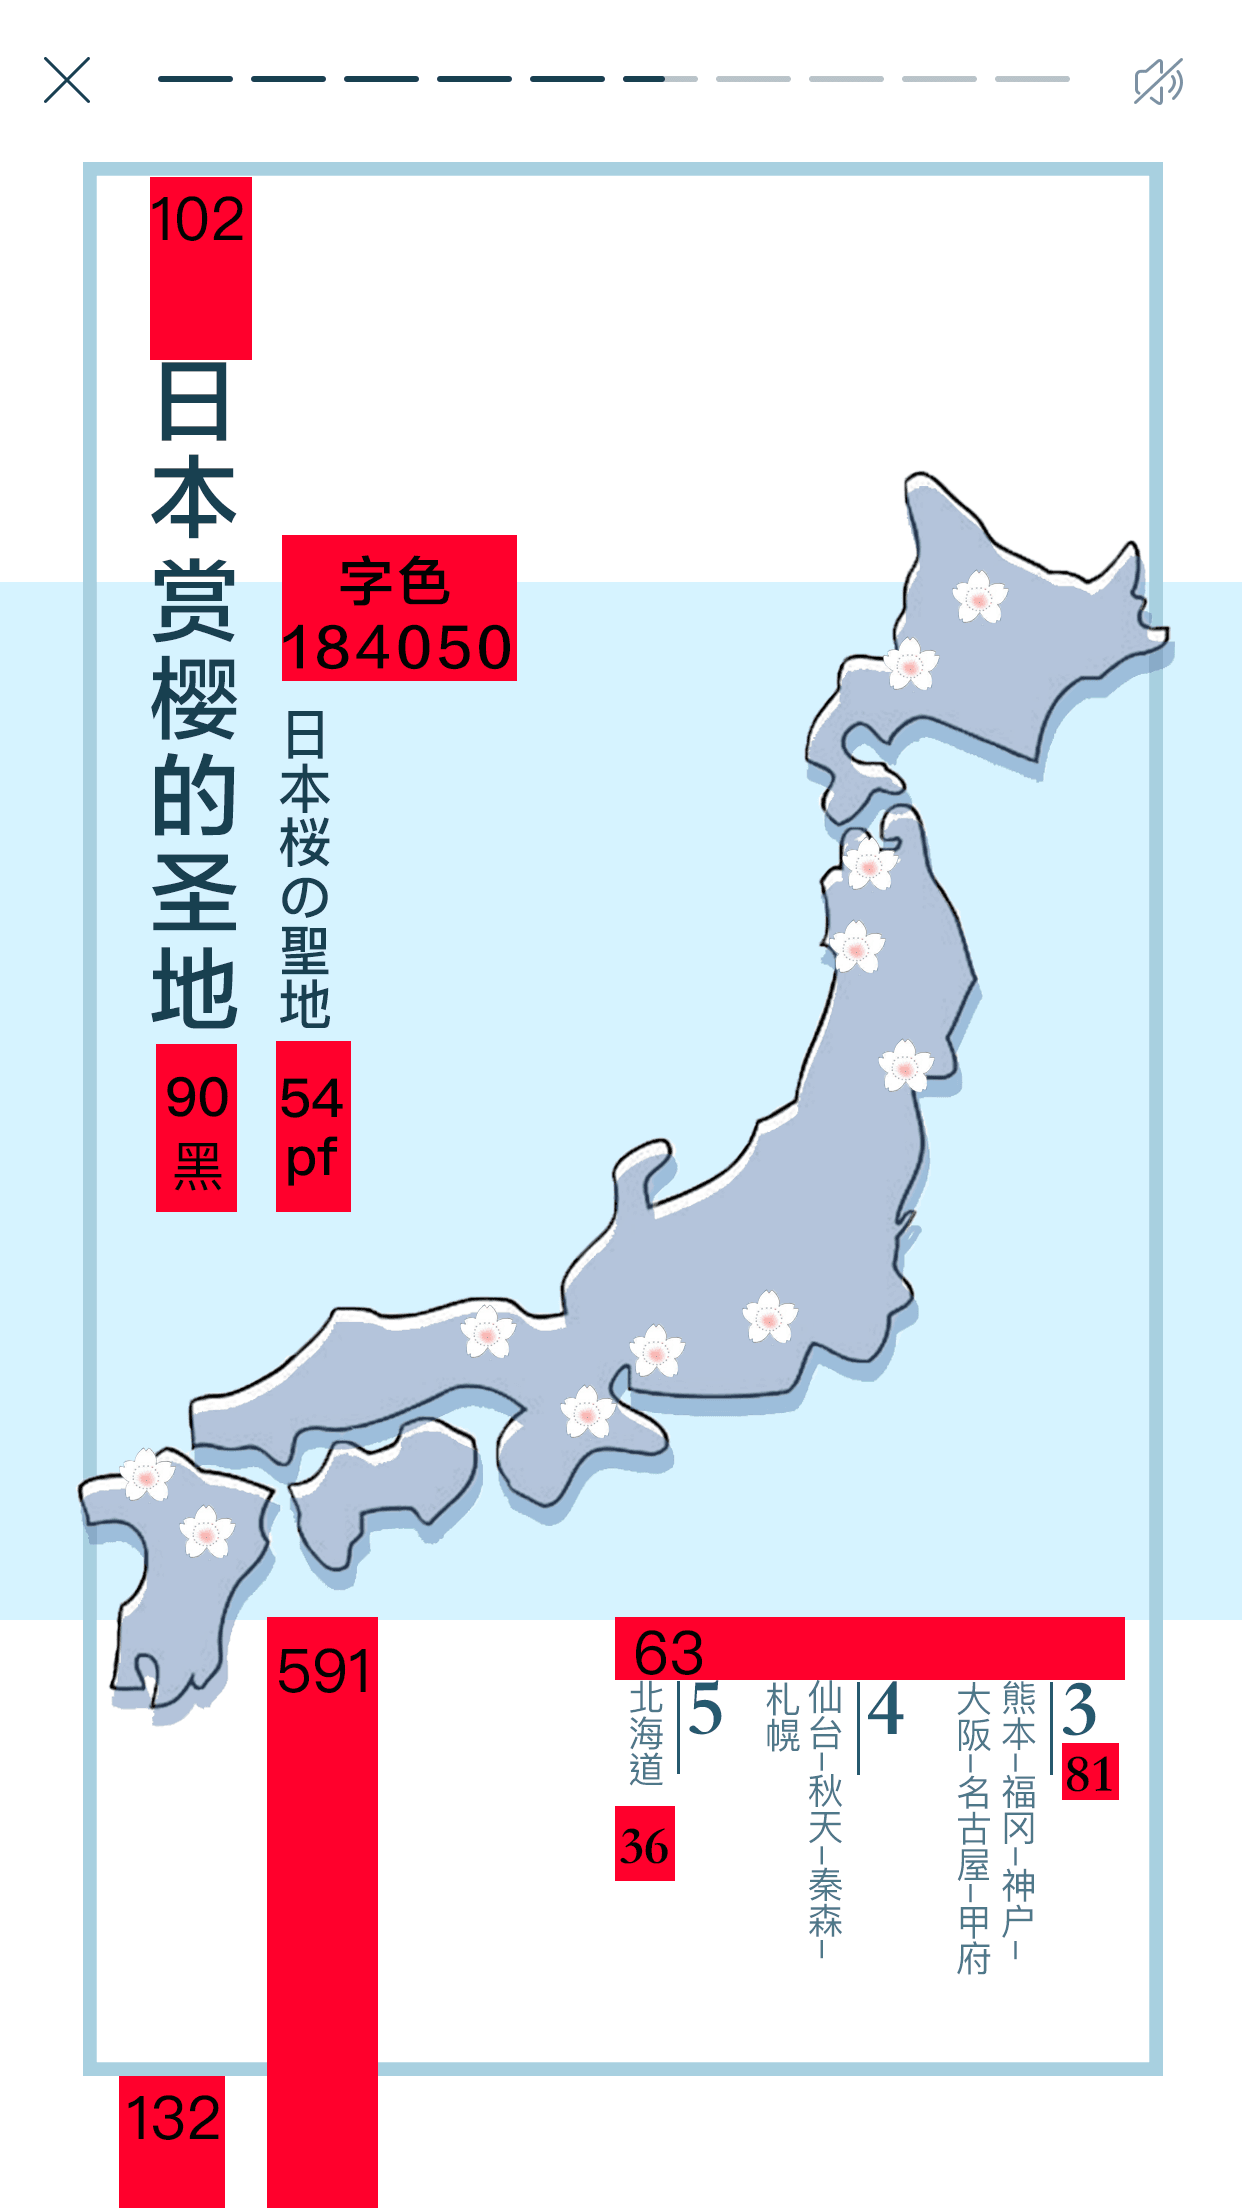 102
日本赏樱的圣地
字色
184050
日本桜の聖地
90
黑
54
pf
591
63
3
81
熊本–福冈–神户–
大阪–名古屋–甲府
4
仙台–秋天–秦森–
札幌
5
北海道
36
132